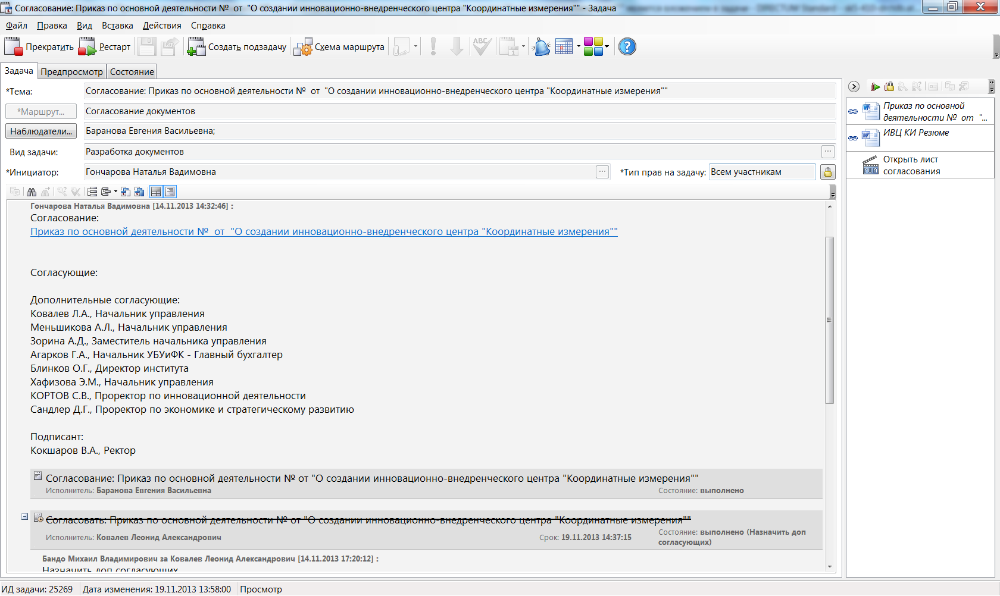 Согласование: Приказ по основной деятельности №  от  "О создании инновационно-внедренческого центра "Координатные измерения"" - Задача
Файл Правка Вид Вставка Действия Справка
Прекратить Рестарт Создать подзадачу Схема маршрута
Задача Предпросмотр Состояние
*Тема: Согласование: Приказ по основной деятельности №  от  "О создании инновационно-внедренческого центра "Координатные измерения""
*Маршрут... Согласование документов
Наблюдатели... Баранова Евгения Васильевна;
Вид задачи: Разработка документов
*Инициатор: Гончарова Наталья Вадимовна *Тип прав на задачу: Всем участникам
Гончарова Наталья Вадимовна [14.11.2013 14:32:46] :
Согласование:
Приказ по основной деятельности №  от  "О создании инновационно-внедренческого центра "Координатные измерения""
Согласующие:
Дополнительные согласующие:
Ковалев Л.А., Начальник управления
Меньшикова А.Л., Начальник управления
Зорина А.Д., Заместитель начальника управления
Агарков Г.А., Начальник УБУиФК - Главный бухгалтер
Блинков О.Г., Директор института
Хафизова Э.М., Начальник управления
КОРТОВ С.В., Проректор по инновационной деятельности
Сандлер Д.Г., Проректор по экономике и стратегическому развитию
Подписант:
Кокшаров В.А., Ректор
Согласование: Приказ по основной деятельности № от "О создании инновационно-внедренческого центра "Координатные измерения""
Исполнитель: Баранова Евгения Васильевна Состояние: выполнено
Согласовать: Приказ по основной деятельности № от "О создании инновационно-внедренческого центра "Координатные измерения""
Исполнитель: Ковалев Леонид Александрович Срок: 19.11.2013 14:37:15 Состояние: выполнено (Назначить доп
согласующих)
Бандо Михаил Владимирович за Ковалев Леонид Александрович [14.11.2013 17:20:12] :
Назначить доп согласующих
Приказ по основной
деятельности №  от  "...
ИВЦ КИ Резюме
run
Открыть лист
согласования
ИД задачи: 25269 Дата изменения: 19.11.2013 13:58:00 Просмотр